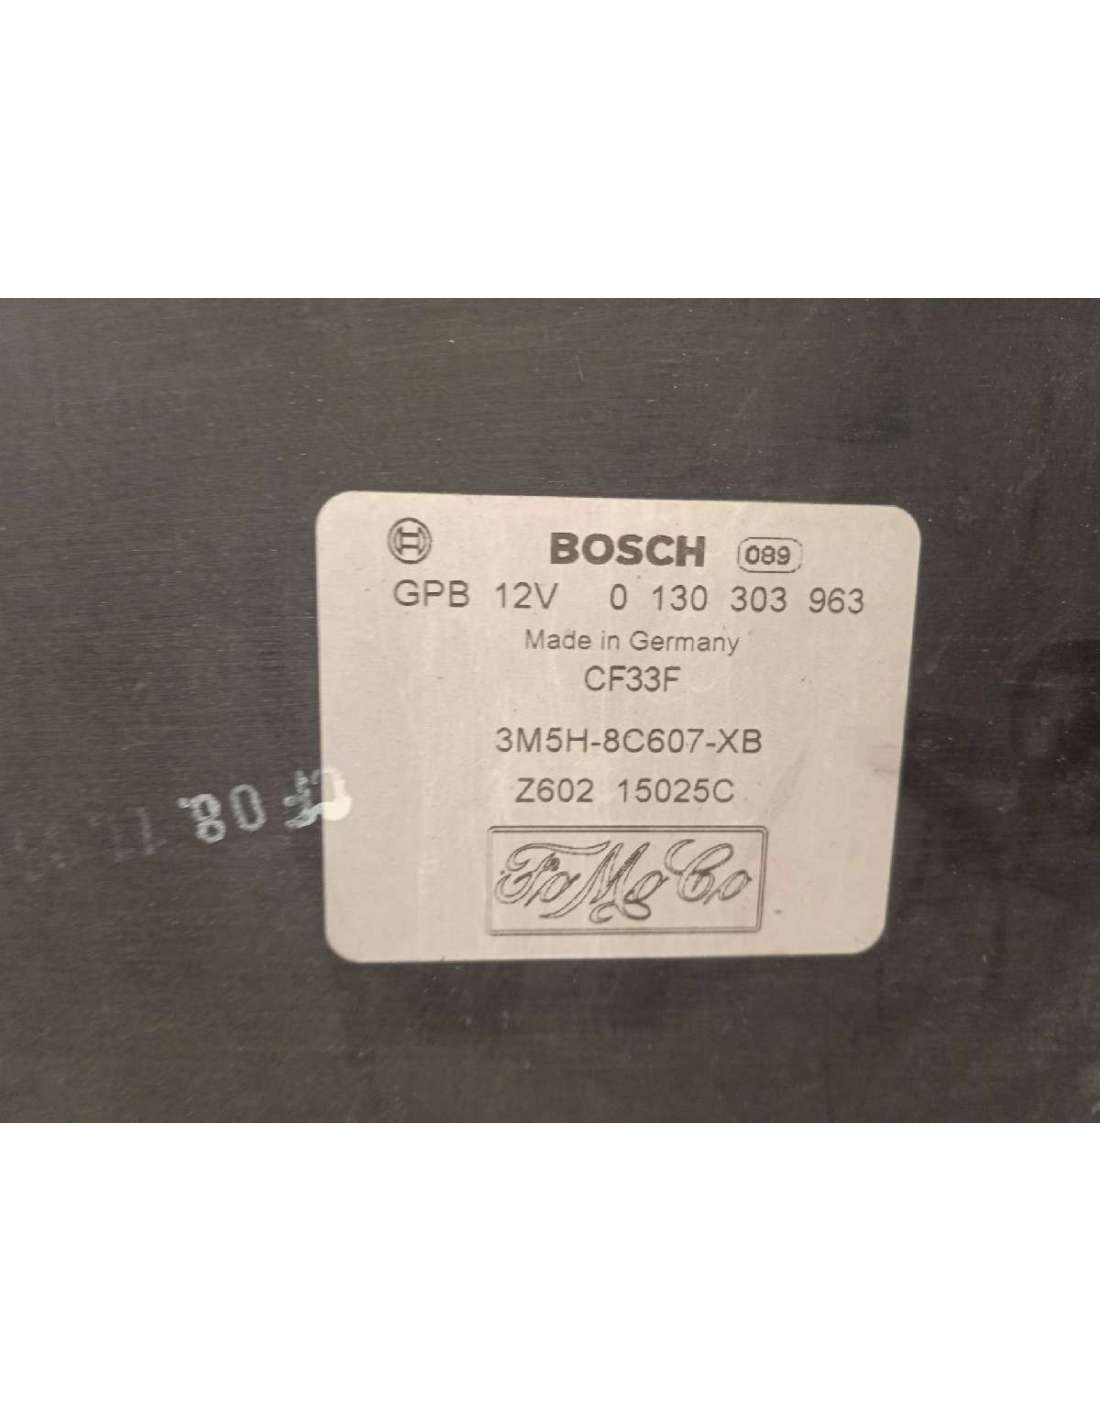 BOSCH 089
GPB 12V 0 130 303 963
Made in Germany
CF33F
3M5H-8C607-XB
Z602 15025C
FoMoCo